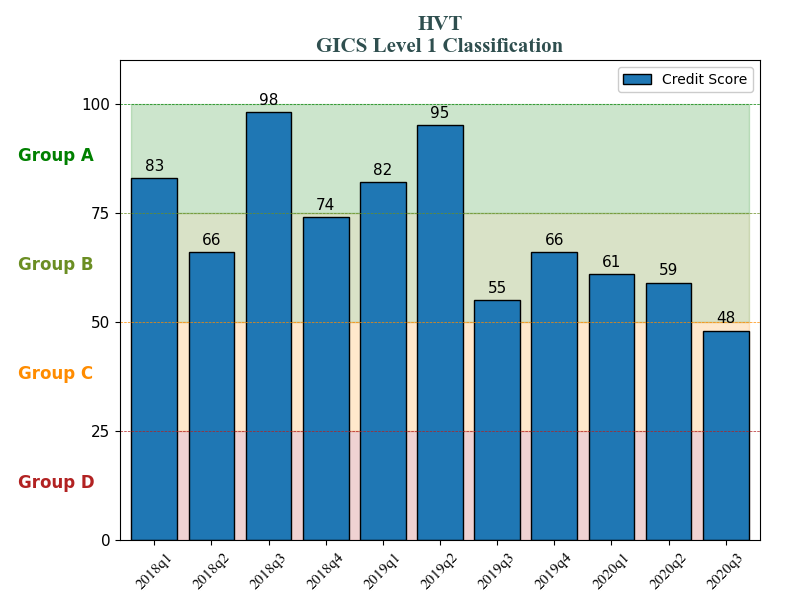 HVT
GICS Level 1 Classification
Credit Score
100
75
50
25
0
Group A
Group B
Group C
Group D
83
66
98
74
82
95
55
66
61
59
48
2018q1
2018q2
2018q3
2018q4
2019q1
2019q2
2019q3
2019q4
2020q1
2020q2
2020q3